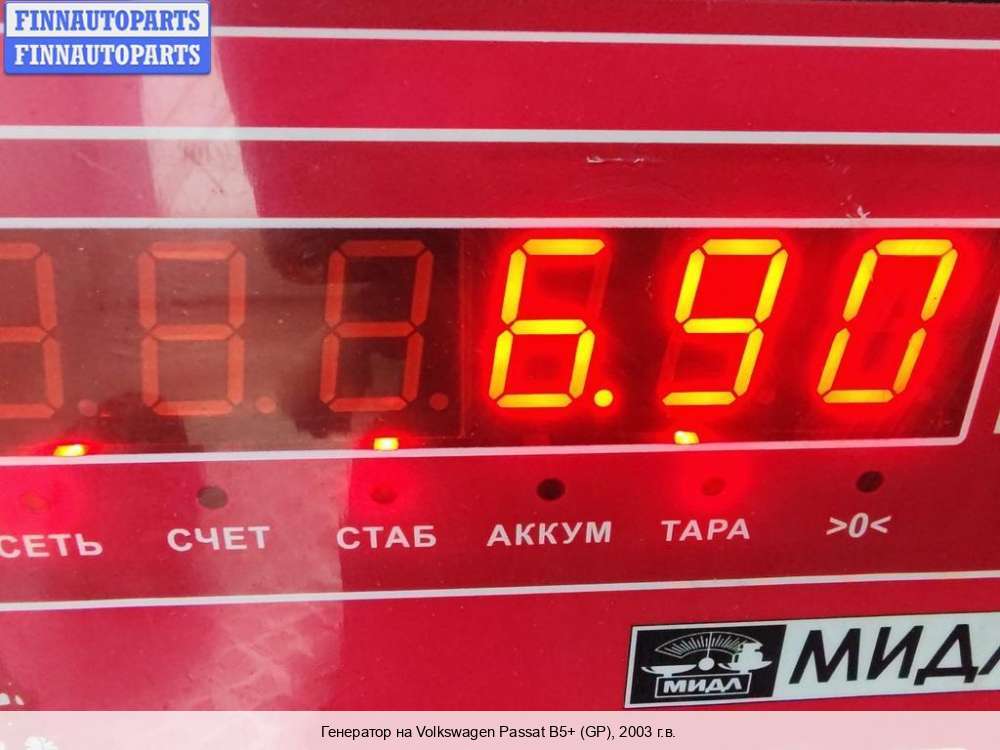 FINNAUTOPARTS
FINNAUTOPARTS
6.90
СЕТЬ СЧЕТ СТАБ АККУМ ТАРА >0<
МИДЛ МИДЛ
Генератор на Volkswagen Passat B5+ (GP), 2003 г.в.